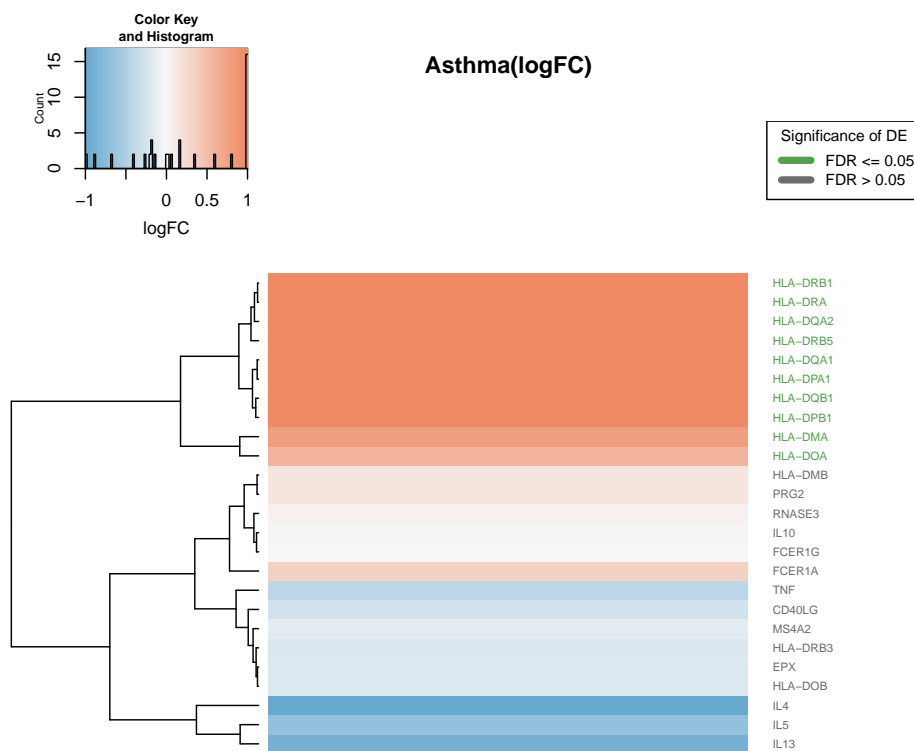 Color Key
and Histogram
Count
0
5
10
15
−1
0
0.5
1
logFC
Asthma(logFC)
Significance of DE
FDR <= 0.05
FDR > 0.05
HLA−DRB1
HLA−DRA
HLA−DQA2
HLA−DRB5
HLA−DQA1
HLA−DPA1
HLA−DQB1
HLA−DPB1
HLA−DMA
HLA−DOA
HLA−DMB
PRG2
RNASE3
IL10
FCER1G
FCER1A
TNF
CD40LG
MS4A2
HLA−DRB3
EPX
HLA−DOB
IL4
IL5
IL13